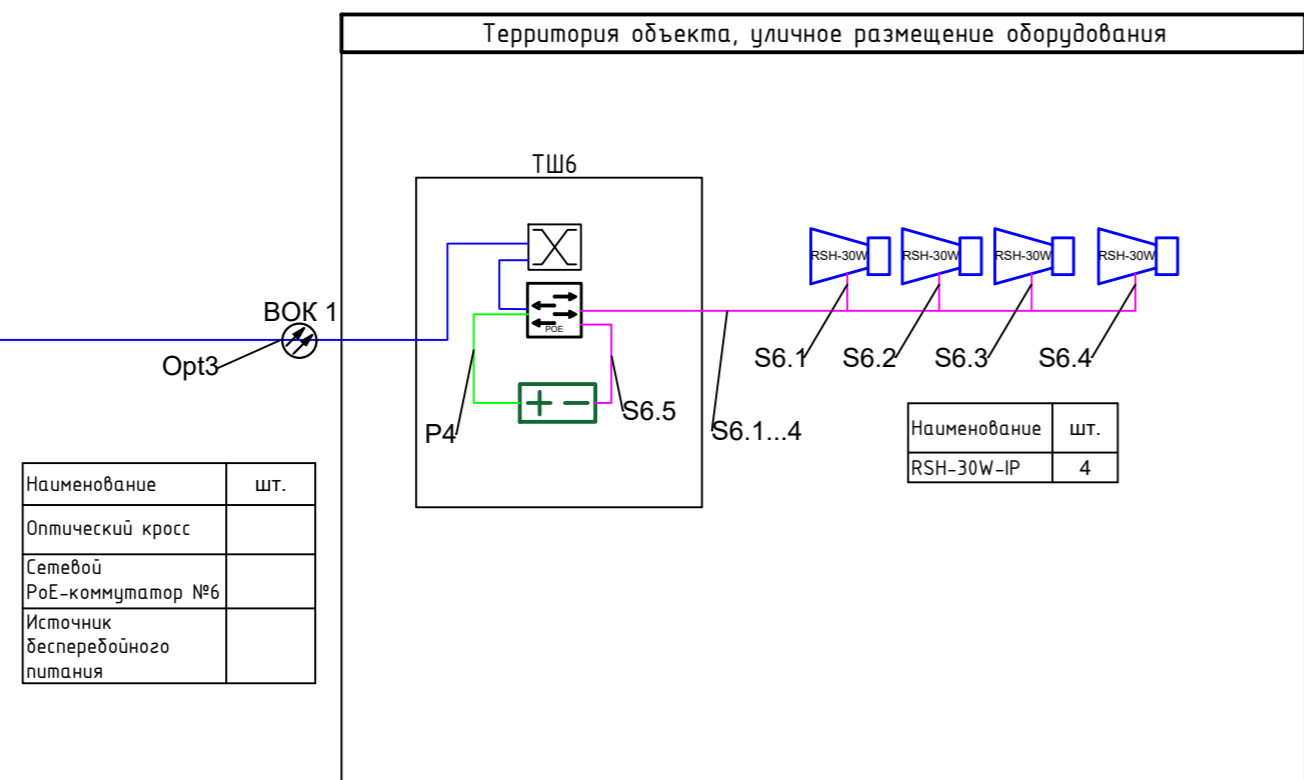 Территория объекта, уличное размещение оборудования
ТШ6
RSH-30W
RSH-30W
RSH-30W
RSH-30W
POE
ВОК 1
Opt3
S6.1
S6.2
S6.3
S6.4
P4
S6.5
S6.1...4
Наименование шт.
RSH-30W-IP 4
Наименование шт.
Оптический кросс
Сетевой
PoE-коммутатор №6
Источник
бесперебойного
питания